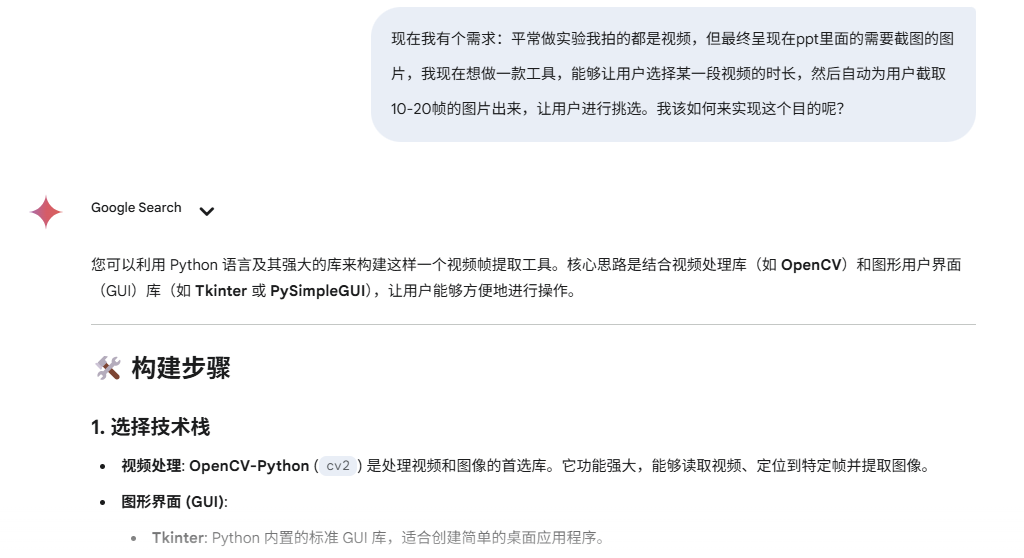 现在我有个需求：平常做实验我拍的都是视频，但最终呈现在ppt里面的需要截图的图
片，我现在想做一款工具，能够让用户选择某一段视频的时长，然后自动为用户截取
10-20帧的图片出来，让用户进行挑选。我该如何来实现这个目的呢？
Google Search
您可以利用 Python 语言及其强大的库来构建这样一个视频帧提取工具。核心思路是结合视频处理库（如 OpenCV）和图形用户界面
（GUI）库（如 Tkinter 或 PySimpleGUI），让用户能够方便地进行操作。
构建步骤
1. 选择技术栈
• 视频处理: OpenCV-Python (cv2) 是处理视频和图像的首选库。它功能强大，能够读取视频、定位到特定帧并提取图像。
• 图形界面 (GUI):
• Tkinter: Python 内置的标准 GUI 库，适合创建简单的桌面应用程序。